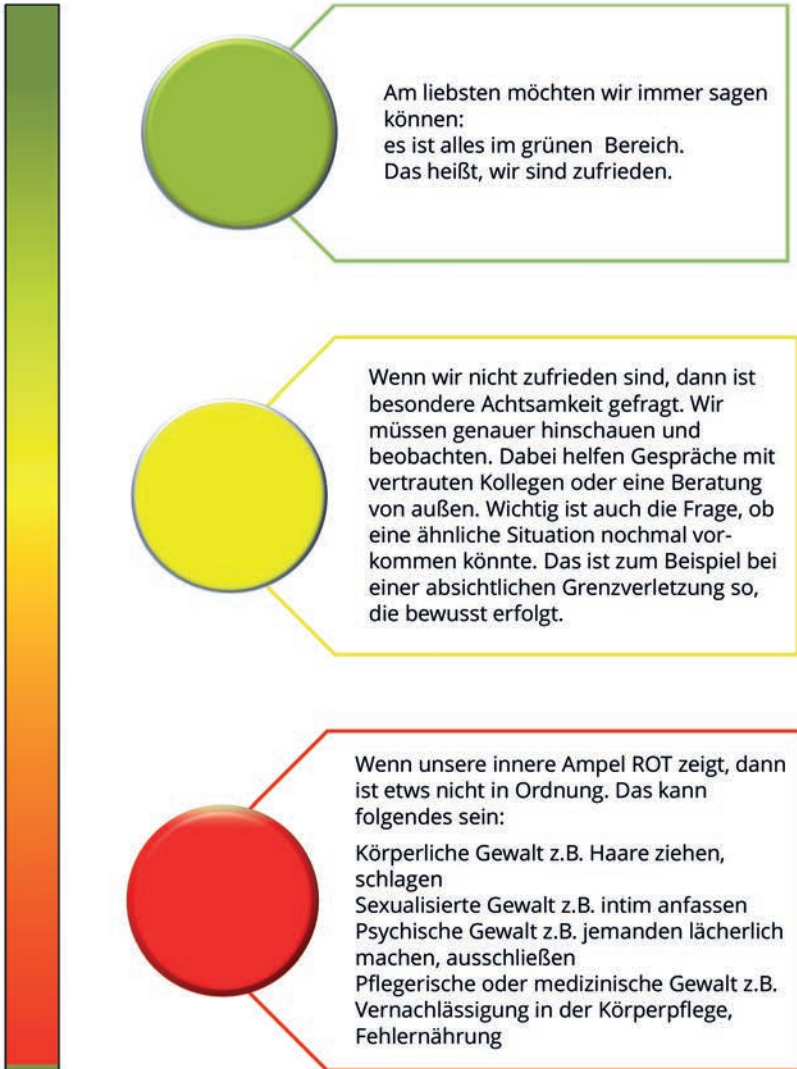 Am liebsten möchten wir immer sagen
können:
es ist alles im grünen Bereich.
Das heißt, wir sind zufrieden.
Wenn wir nicht zufrieden sind, dann ist
besondere Achtsamkeit gefragt. Wir
müssen genauer hinschauen und
beobachten. Dabei helfen Gespräche mit
vertrauten Kollegen oder eine Beratung
von außen. Wichtig ist auch die Frage, ob
eine ähnliche Situation nochmal vor-
kommen könnte. Das ist zum Beispiel bei
einer absichtlichen Grenzverletzung so,
die bewusst erfolgt.
Wenn unsere innere Ampel ROT zeigt, dann
ist etws nicht in Ordnung. Das kann
folgendes sein:
Körperliche Gewalt z.B. Haare ziehen,
schlagen
Sexualisierte Gewalt z.B. intim anfassen
Psychische Gewalt z.B. jemanden lächerlich
machen, ausschließen
Pflegerische oder medizinische Gewalt z.B.
Vernachlässigung in der Körperpflege,
Fehlernährung